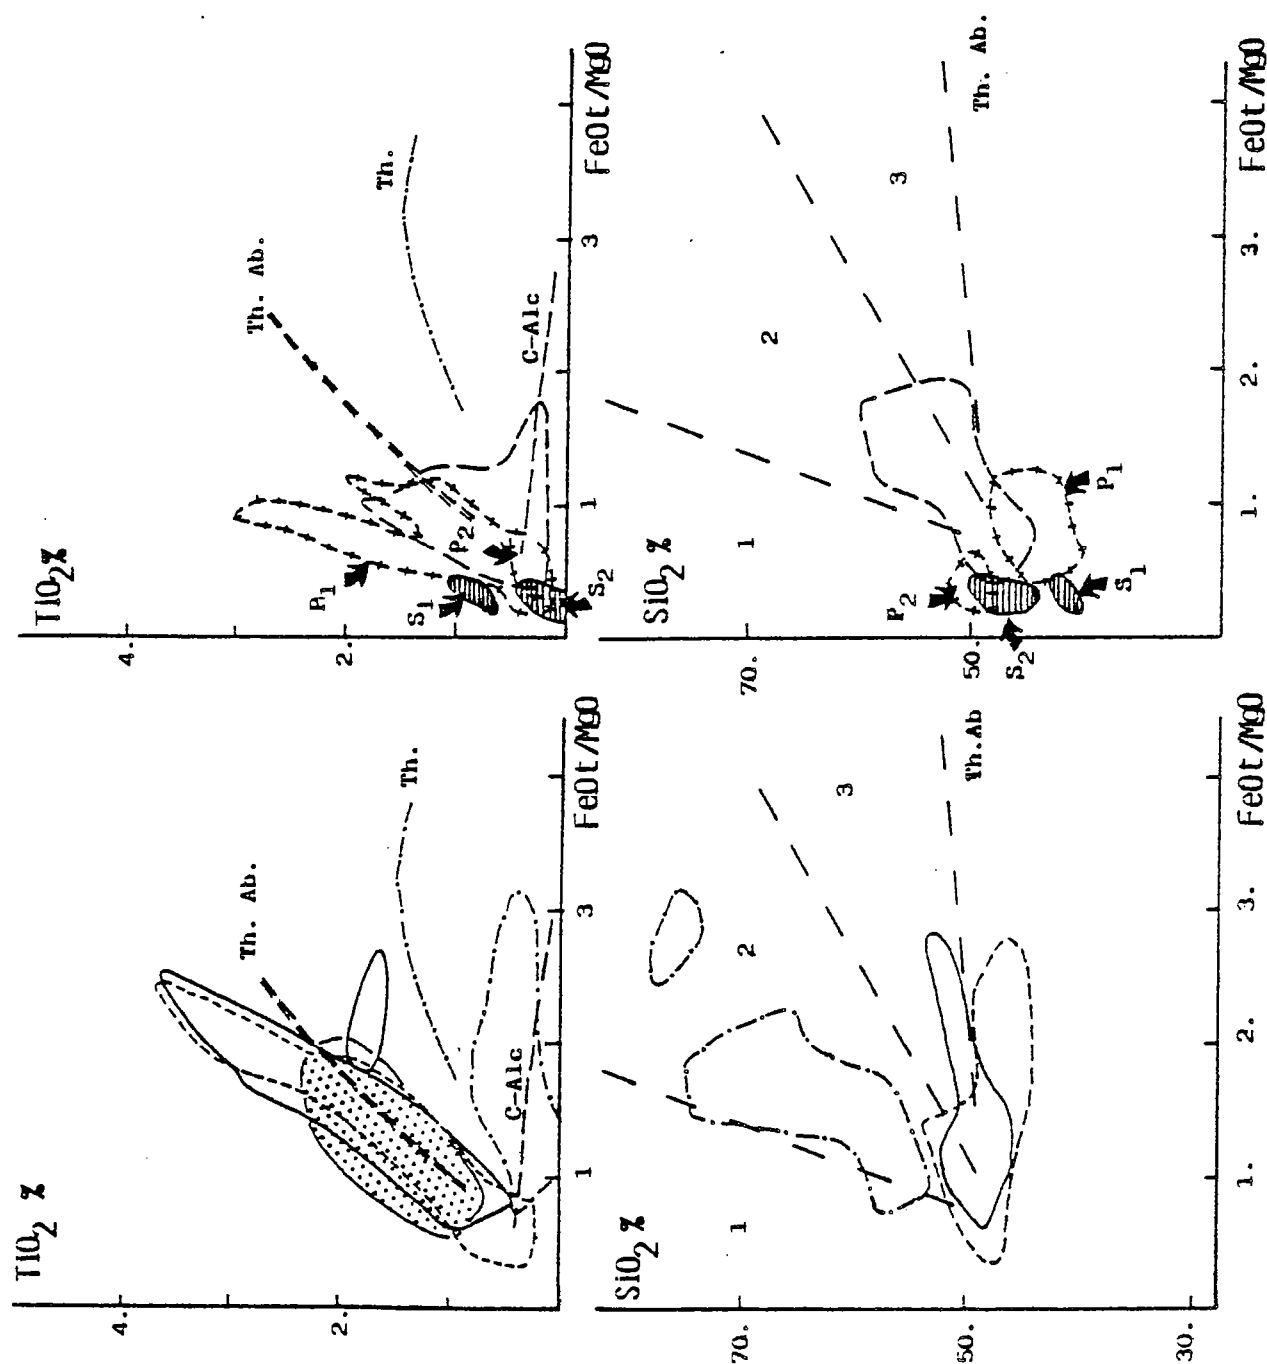 TiO2 %
4.
2.
Th. Ab.
Th.
C-Alc
1
3
FeOt/MgO
SiO2 %
70.
50.
30.
1
2
3
Th.Ab
1.
2.
3.
FeOt/MgO
TiO2%
4.
2.
P1
S1
P2
S2
Th. Ab.
Th.
C-Alc
1
3
FeOt/MgO
SiO2 %
70.
50.
1
2
3
P2
S2
P1
S1
Th. Ab.
1.
2.
3.
FeOt/MgO